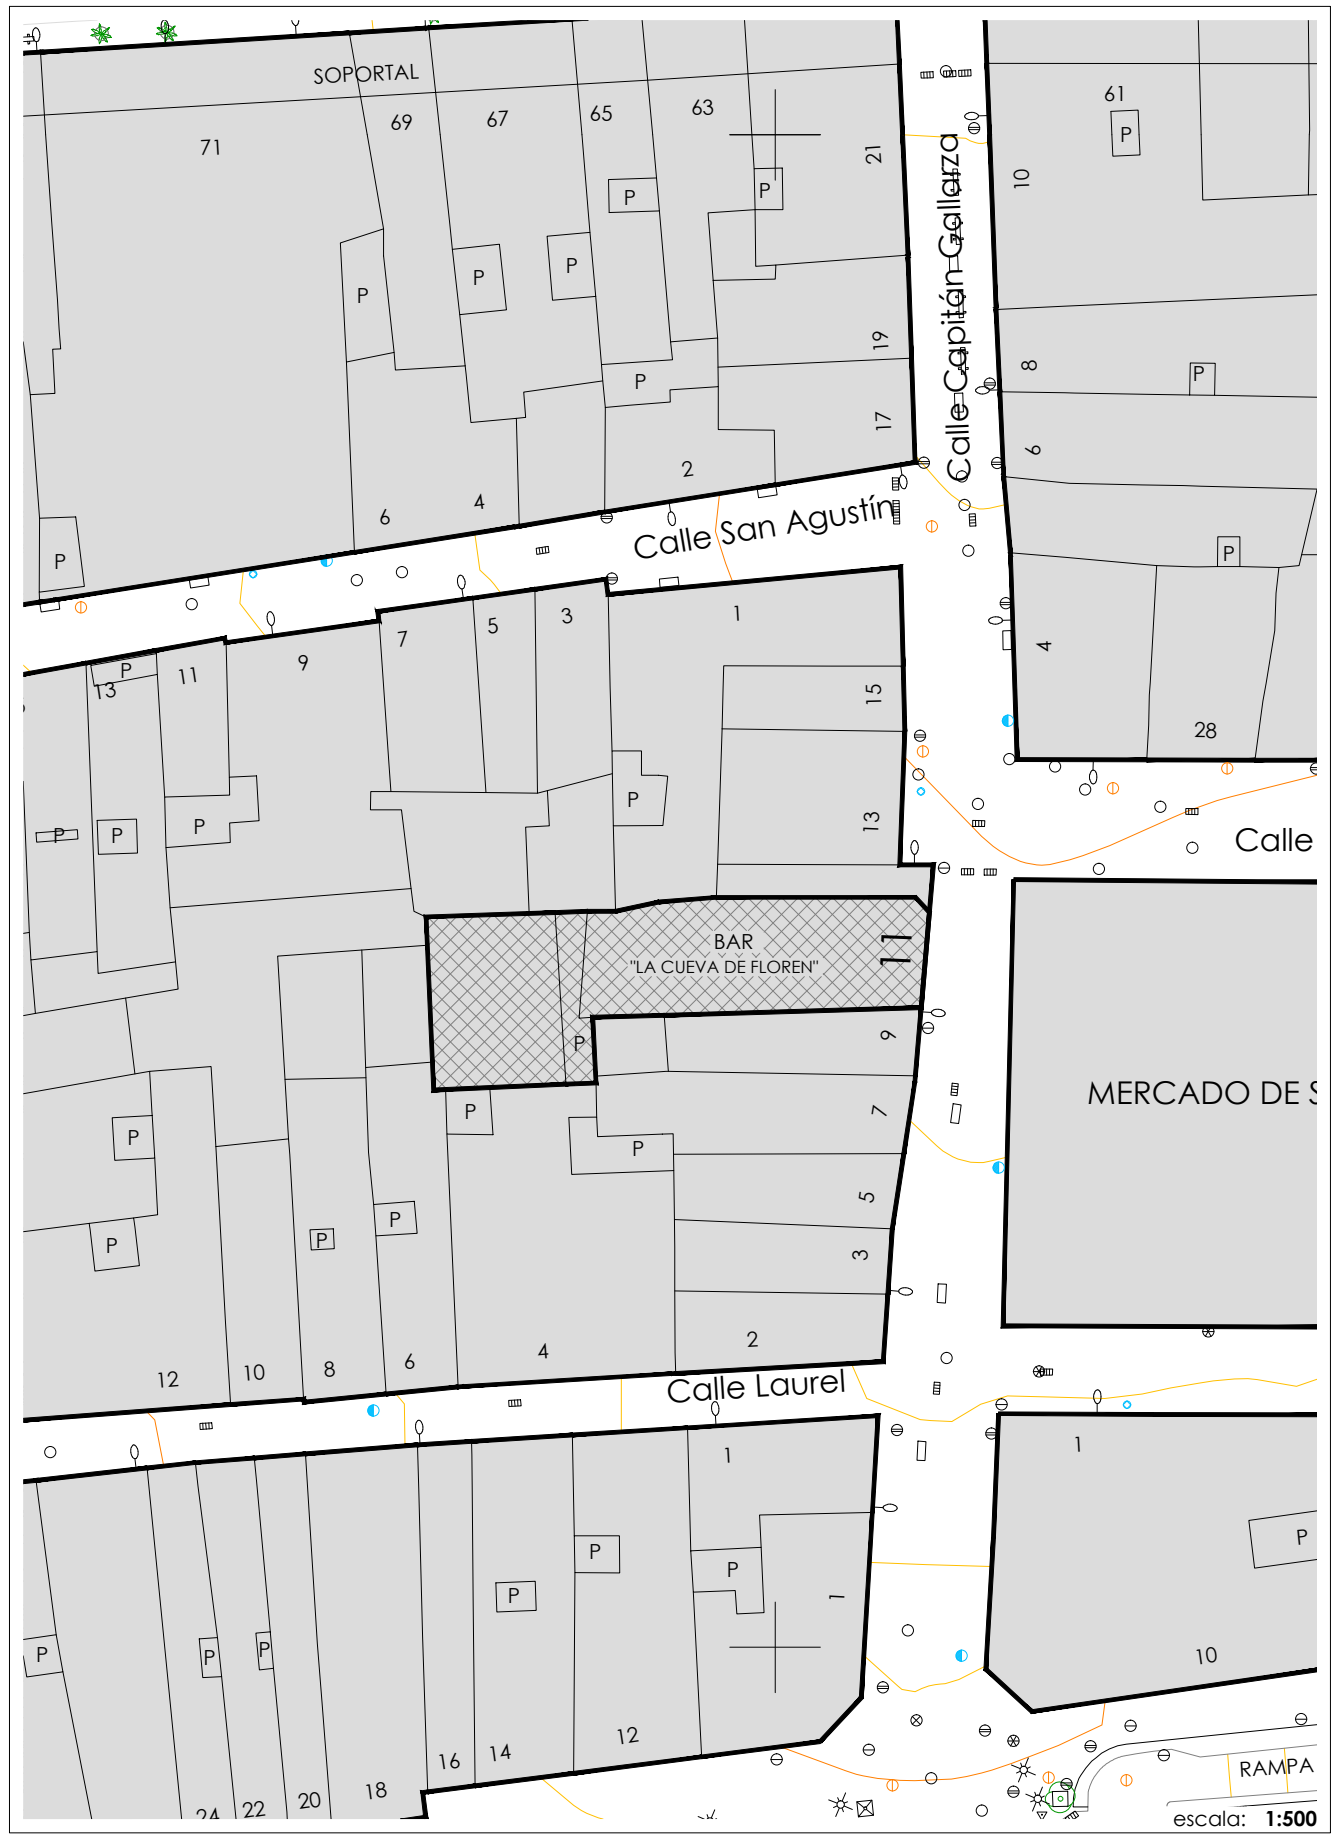 SOPORTAL
71
69
67
65
63
21
61
10
P
P
P
P
P
P
P
Calle Capitán Gallarza
19
8
P
P
17
6
2
4
6
Calle San Agustín
P
P
1
3
5
7
9
11
P
13
15
4
28
P
P
P
P
13
Calle
BAR
"LA CUEVA DE FLOREN"
11
P
9
MERCADO DE S
P
P
P
7
P
P
P
5
3
2
4
6
8
10
12
Calle Laurel
1
1
P
P
P
P
1
P
P
P
10
12
14
16
18
20
22
24
RAMPA
escala: 1:500